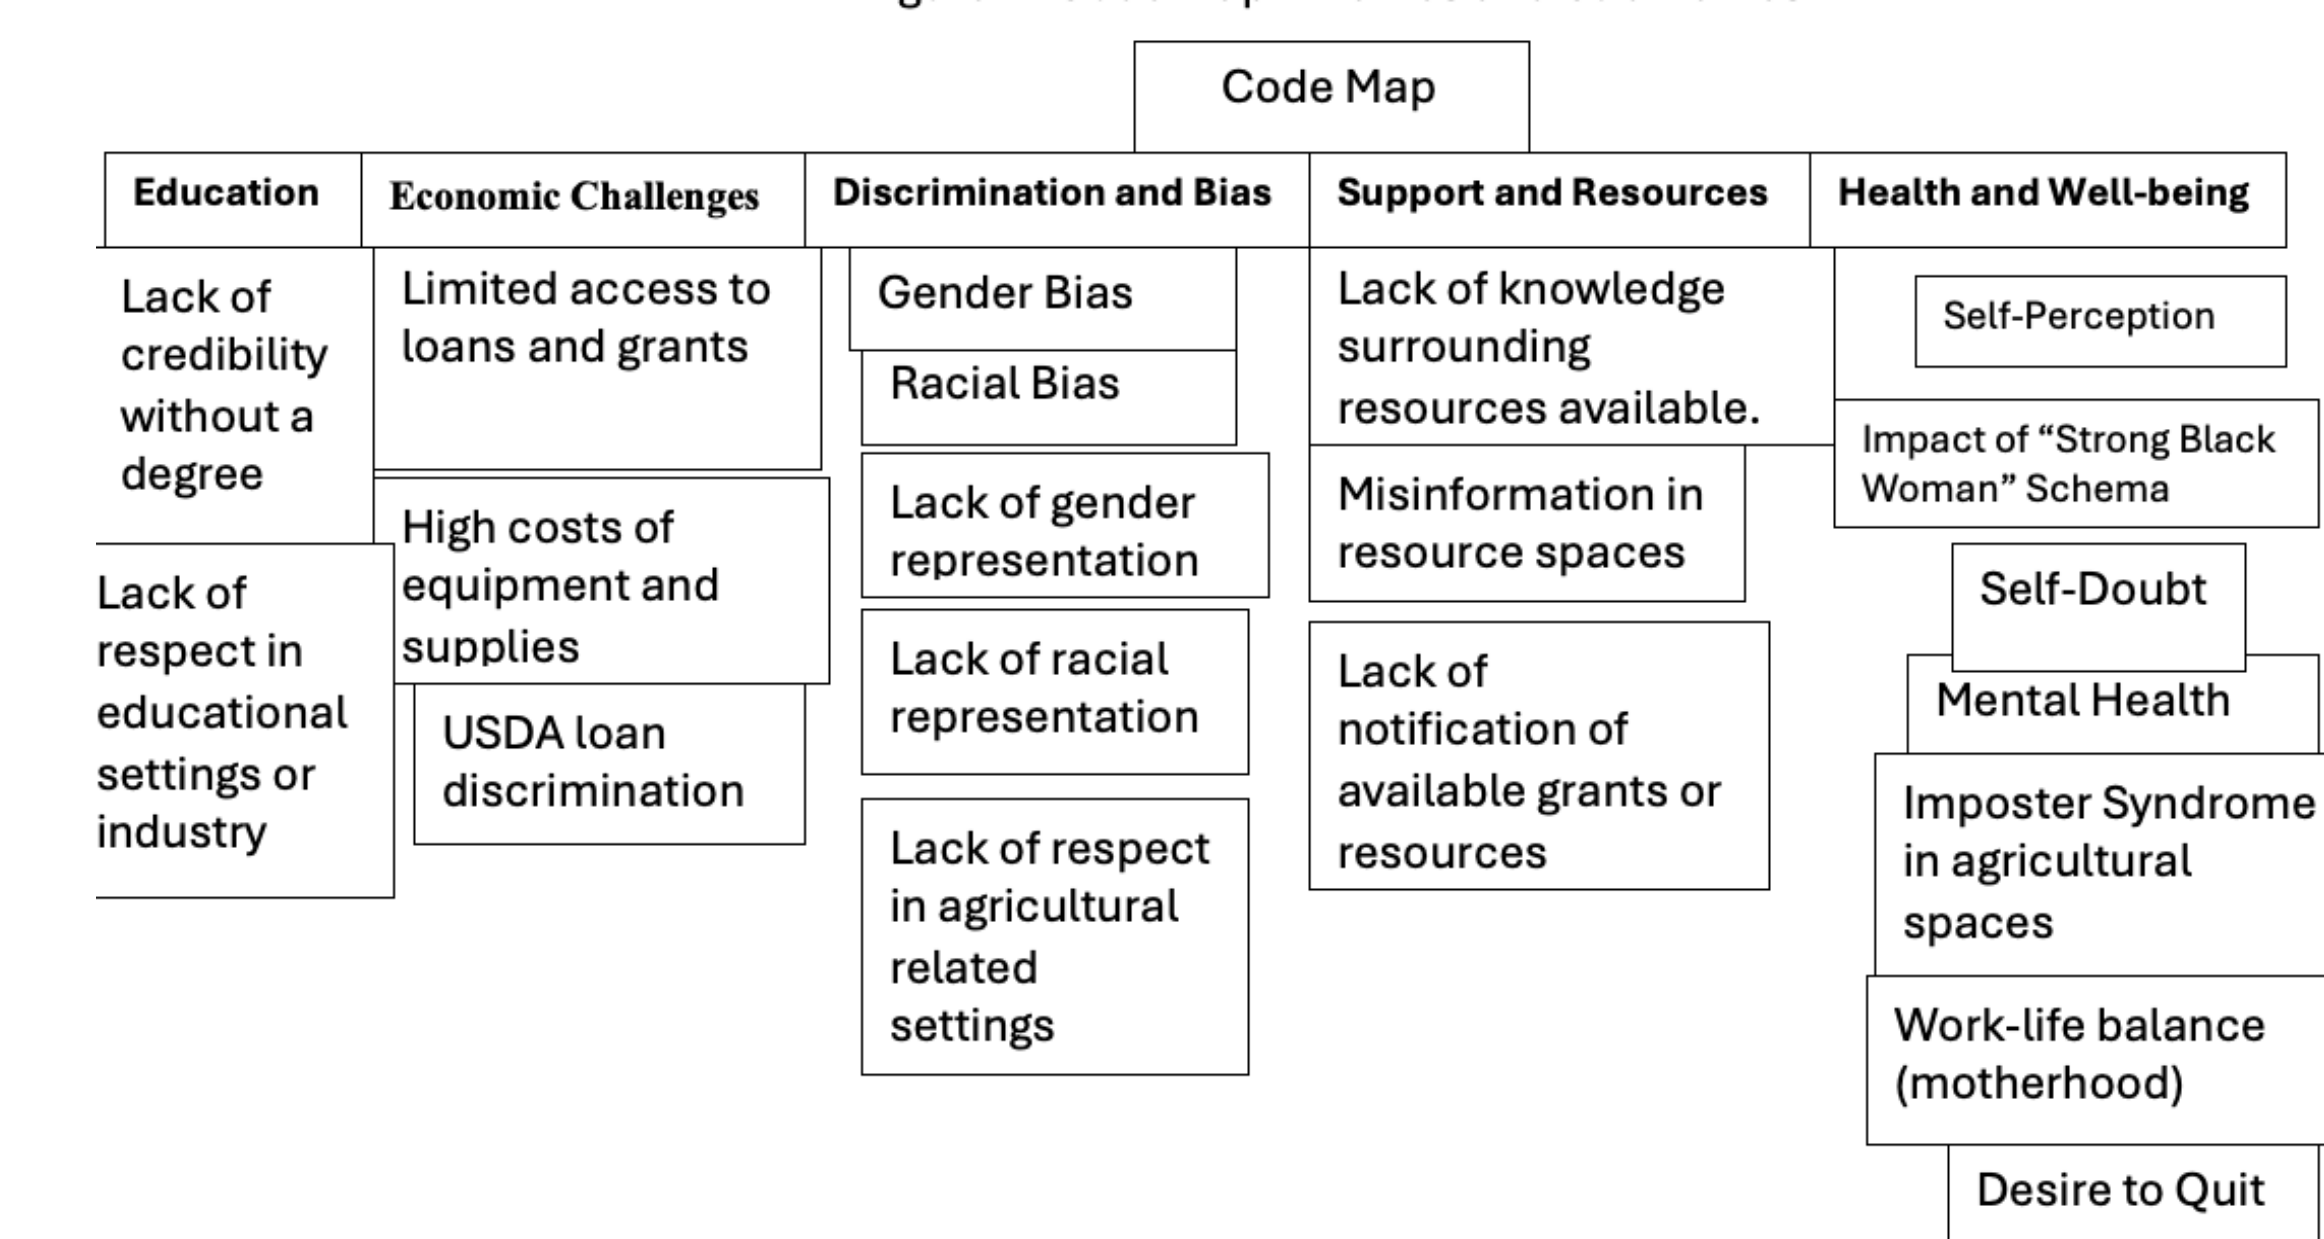 Code Map
Education
Economic Challenges
Discrimination and Bias
Support and Resources
Health and Well-being
Lack of
credibility
without a
degree
Lack of
respect in
educational
settings or
industry
Limited access to
loans and grants
High costs of
equipment and
supplies
USDA loan
discrimination
Gender Bias
Racial Bias
Lack of gender
representation
Lack of racial
representation
Lack of respect
in agricultural
related
settings
Lack of knowledge
surrounding
resources available.
Misinformation in
resource spaces
Lack of
notification of
available grants or
resources
Self-Perception
Impact of “Strong Black
Woman” Schema
Self-Doubt
Mental Health
Imposter Syndrome
in agricultural
spaces
Work-life balance
(motherhood)
Desire to Quit